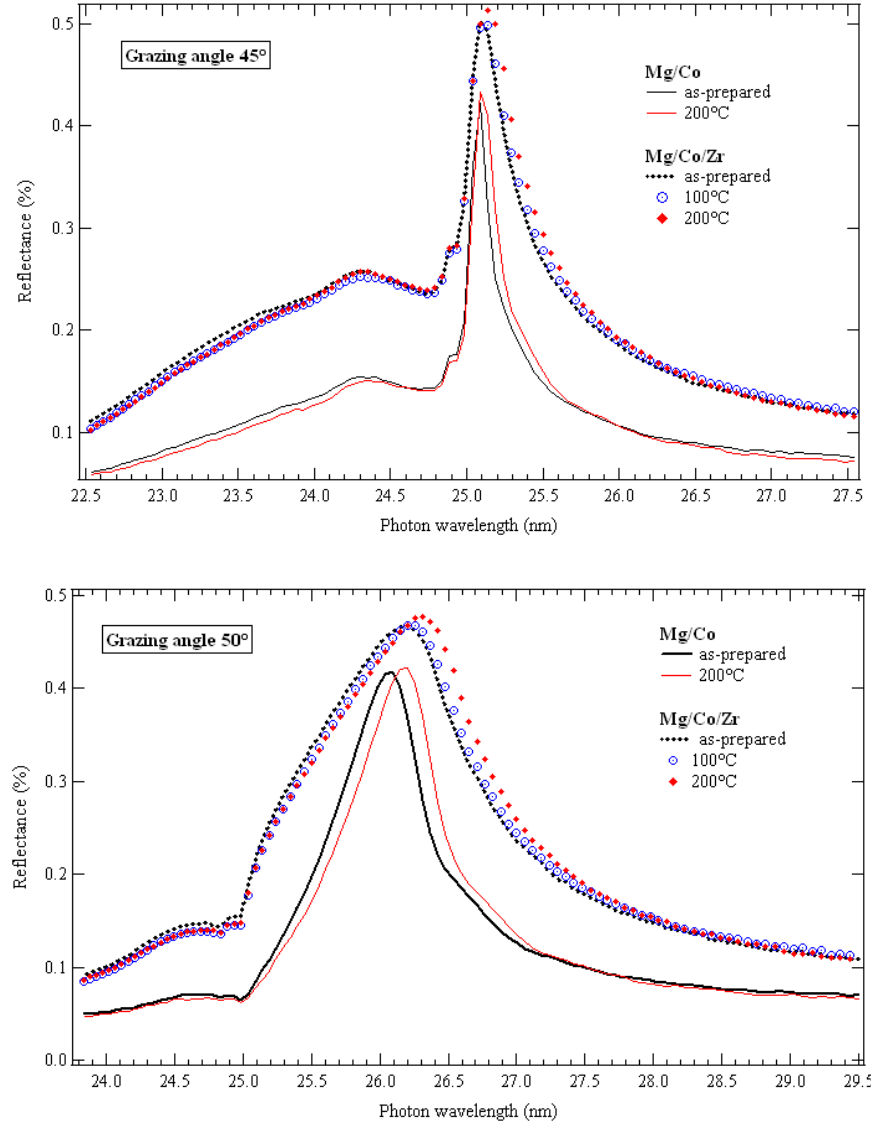 0.5
0.4
0.3
0.2
0.1
Reflectance (%)
Grazing angle 45°
Mg/Co
as-prepared
200°C
Mg/Co/Zr
as-prepared
100°C
200°C
22.5 23.0 23.5 24.0 24.5 25.0 25.5 26.0 26.5 27.0 27.5
Photon wavelength (nm)
0.5
0.4
0.3
0.2
0.1
0.0
Reflectance (%)
Grazing angle 50°
Mg/Co
as-prepared
200°C
Mg/Co/Zr
as-prepared
100°C
200°C
24.0 24.5 25.0 25.5 26.0 26.5 27.0 27.5 28.0 28.5 29.0 29.5
Photon wavelength (nm)